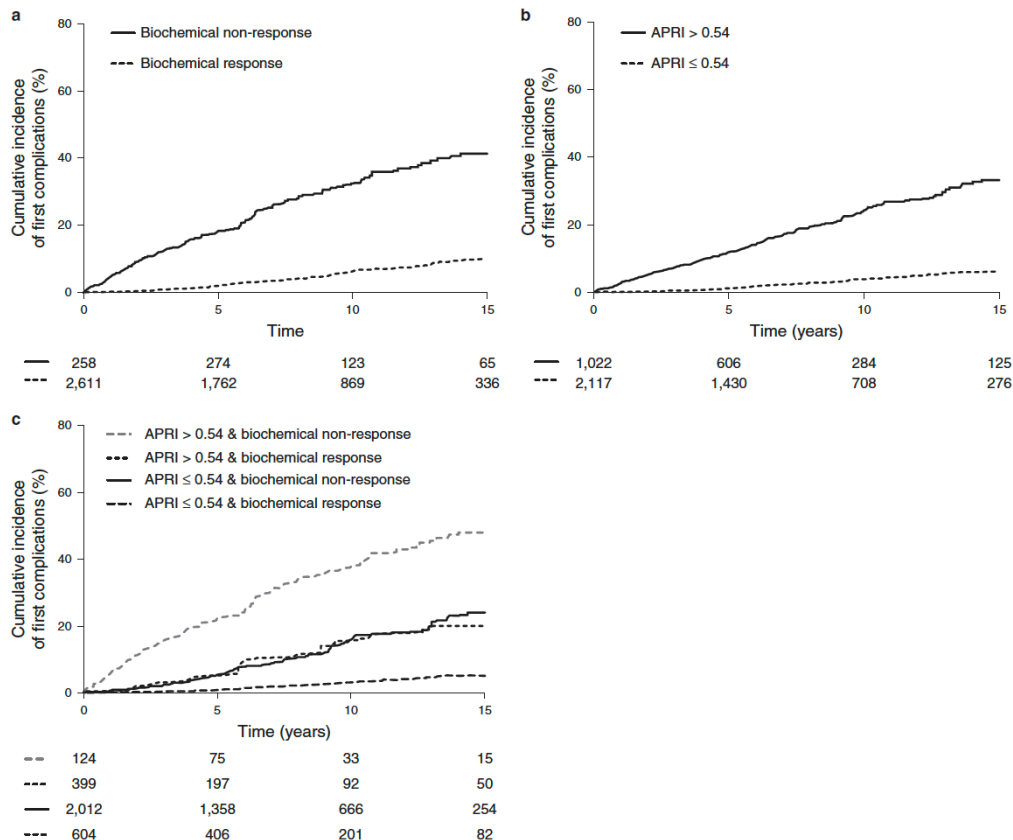 a
80
60
40
20
0
Cumulative incidence
of first complications (%)
Biochemical non-response
Biochemical response
0 5 10 15
Time
258 274 123 65
2,611 1,762 869 336
b
80
60
40
20
0
Cumulative incidence
of first complications (%)
APRI > 0.54
APRI ≤ 0.54
0 5 10 15
Time (years)
1,022 606 284 125
2,117 1,430 708 276
c
80
60
40
20
0
Cumulative incidence
of first complications (%)
APRI > 0.54 & biochemical non-response
APRI > 0.54 & biochemical response
APRI ≤ 0.54 & biochemical non-response
APRI ≤ 0.54 & biochemical response
0 5 10 15
Time (years)
124 75 33 15
399 197 92 50
2,012 1,358 666 254
604 406 201 82